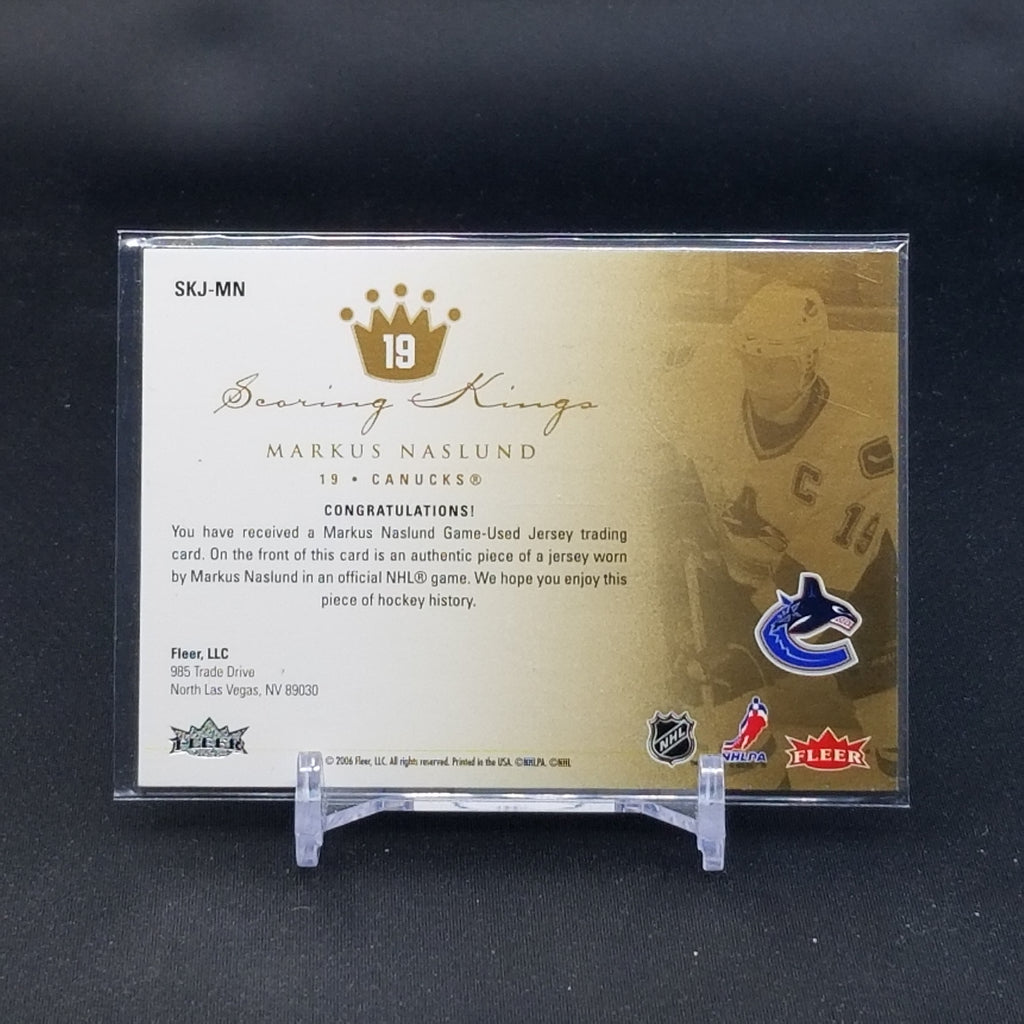 SKJ-MN
19
Scoring Kings
MARKUS NASLUND
19 • CANUCKS®
CONGRATULATIONS!
You have received a Markus Naslund Game-Used Jersey trading
card. On the front of this card is an authentic piece of a jersey worn
by Markus Naslund in an official NHL® game. We hope you enjoy this
piece of hockey history.
C
19
Fleer, LLC
985 Trade Drive
North Las Vegas, NV 89030
FLEER
© 2006 Fleer, LLC. All rights reserved. Printed in the USA. ©NHLPA. ©NHL
NHL
NHLPA
FLEER